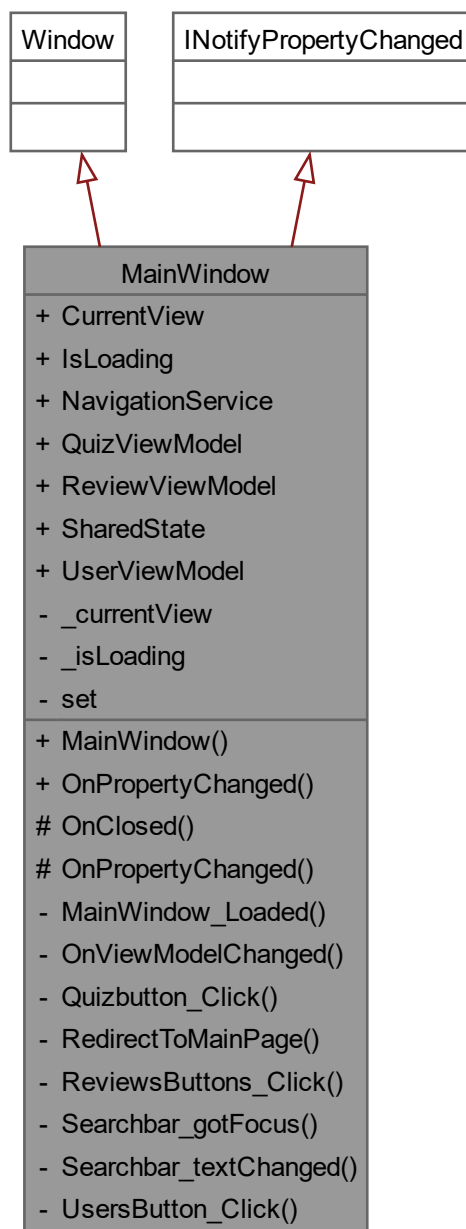 Window
INotifyPropertyChanged
MainWindow
+ CurrentView
+ IsLoading
+ NavigationService
+ QuizViewModel
+ ReviewViewModel
+ SharedState
+ UserViewModel
- _currentView
- _isLoading
- set
+ MainWindow()
+ OnPropertyChanged()
# OnClosed()
# OnPropertyChanged()
- MainWindow_Loaded()
- OnViewModelChanged()
- Quizbutton_Click()
- RedirectToMainPage()
- ReviewsButtons_Click()
- Searchbar_gotFocus()
- Searchbar_textChanged()
- UsersButton_Click()